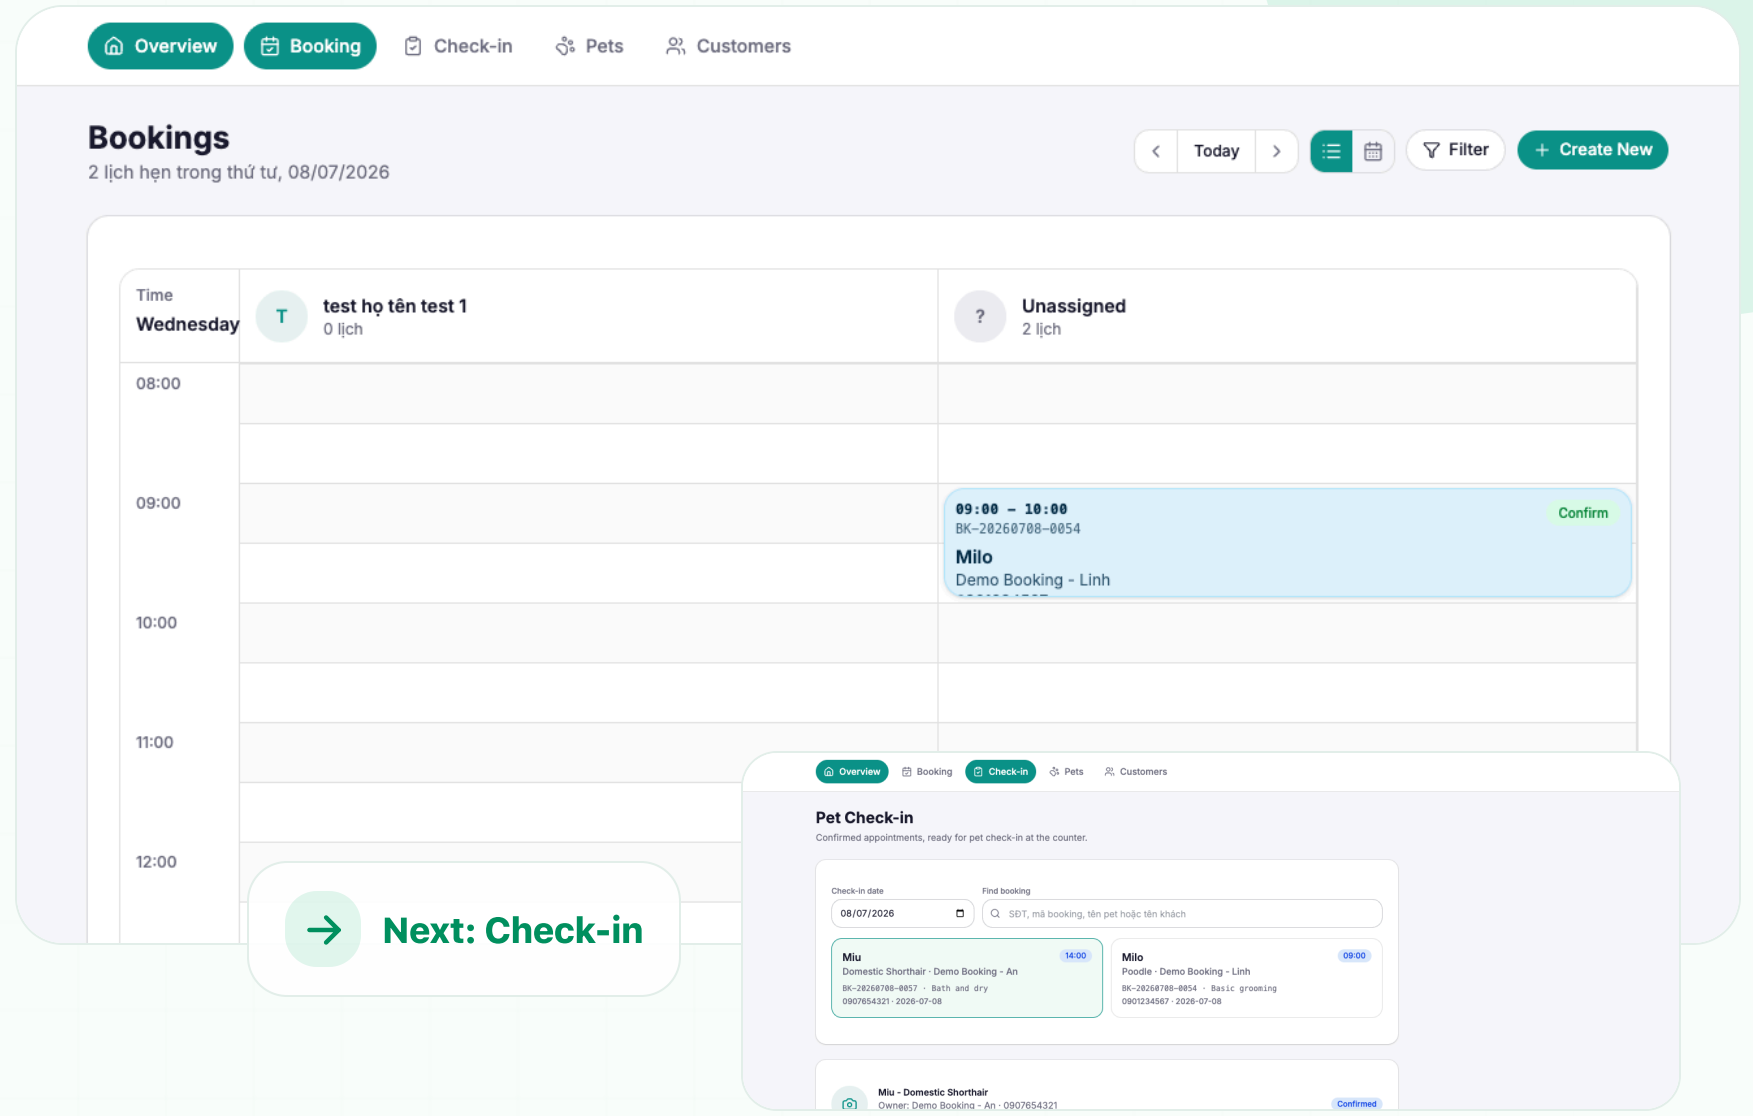 Overview Booking Check-in Pets Customers
Bookings
2 lịch hẹn trong thứ tư, 08/07/2026
Today
Filter
+ Create New
Time
Wednesday
T
test họ tên test 1
0 lịch
?
Unassigned
2 lịch
08:00
09:00
09:00 – 10:00
Confirm
BK-20260708-0054
Milo
Demo Booking - Linh
10:00
11:00
12:00
Next: Check-in
Overview Booking Check-in Pets Customers
Pet Check-in
Confirmed appointments, ready for pet check-in at the counter.
Check-in date
08/07/2026
Find booking
SĐT, mã booking, tên pet hoặc tên khách
Miu
14:00
Domestic Shorthair · Demo Booking - An
BK-20260708-0057 · Bath and dry
0907654321 · 2026-07-08
Milo
09:00
Poodle · Demo Booking - Linh
BK-20260708-0054 · Basic grooming
0901234567 · 2026-07-08
Miu - Domestic Shorthair
Owner: Demo Booking - An · 0907654321
Confirmed